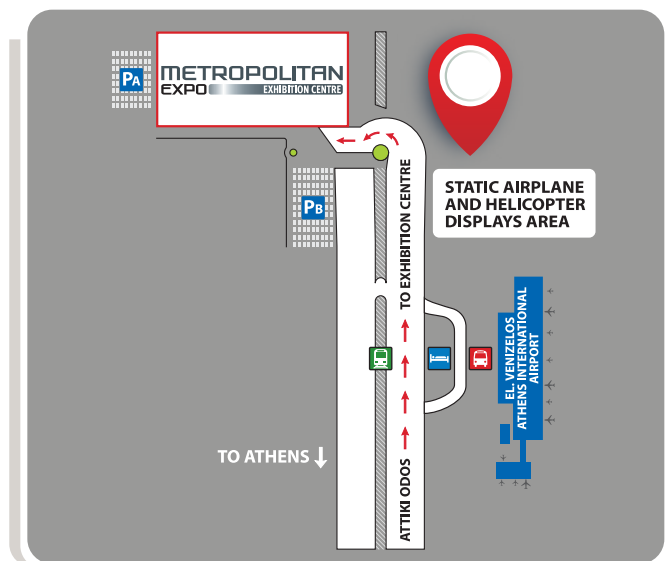 PA
METROPOLITAN
EXPO EXHIBITION CENTRE
PB
STATIC AIRPLANE
AND HELICOPTER
DISPLAYS AREA
TO EXHIBITION CENTRE
EL. VENIZELOS
ATHENS INTERNATIONAL
AIRPORT
TO ATHENS
ATTIKI ODOS